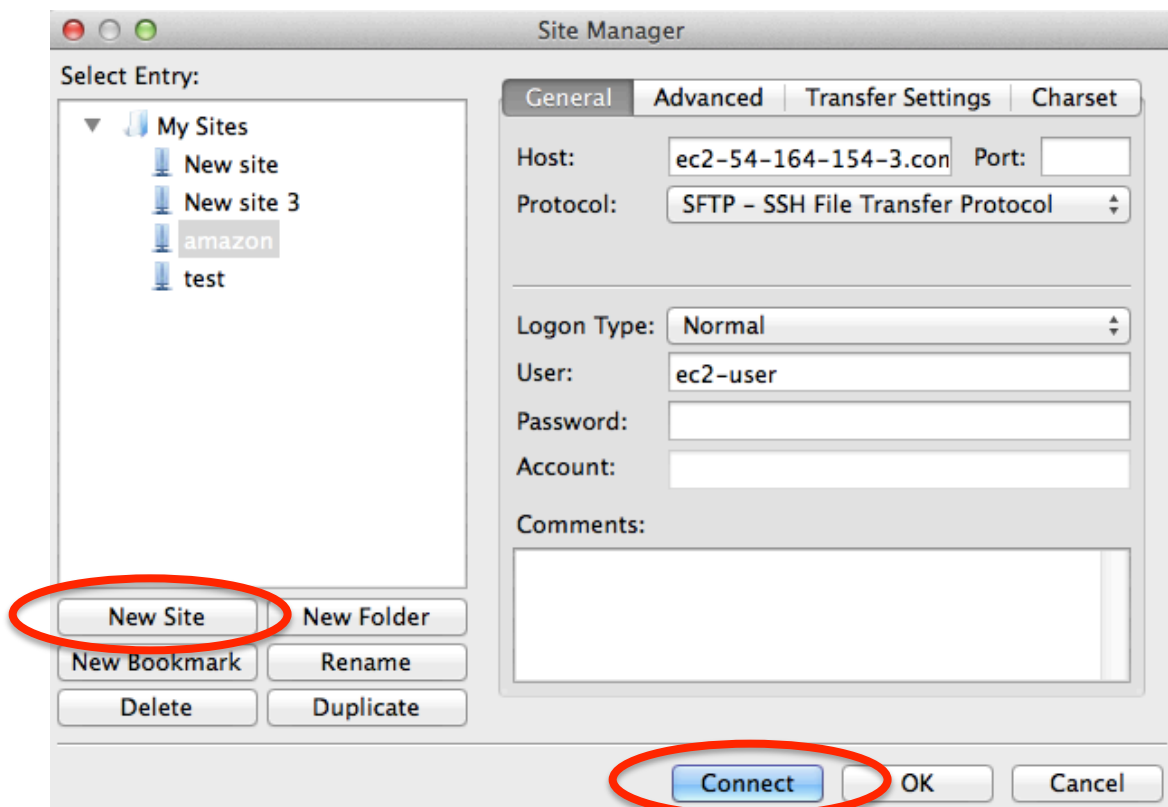 Site Manager
Select Entry:
My Sites
New site
New site 3
amazon
test
New Site
New Folder
New Bookmark
Rename
Delete
Duplicate
General
Advanced
Transfer Settings
Charset
Host:
ec2-54-164-154-3.con
Port:
Protocol:
SFTP – SSH File Transfer Protocol
Logon Type:
Normal
User:
ec2-user
Password:
Account:
Comments:
Connect
OK
Cancel